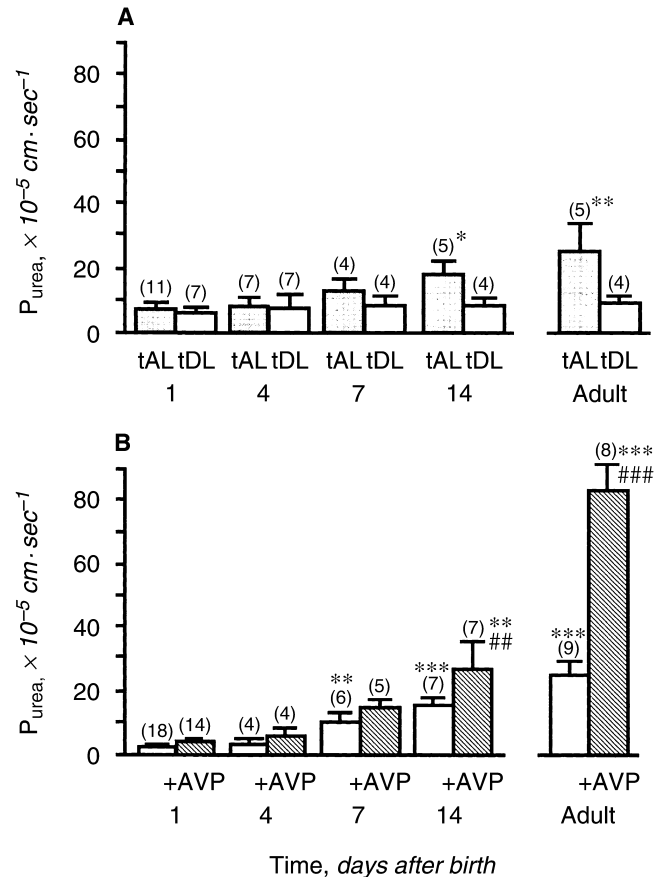 A
P urea, × 10–5 cm · sec–1
80
60
40
20
0
(11) (7) (7) (7) (4) (4) (5)* (4) (5)** (4)
tAL tDL tAL tDL tAL tDL tAL tDL tAL tDL
1 4 7 14 Adult
B
P urea, × 10–5 cm · sec–1
80
60
40
20
0
(8)***
###
(7) **
##
*** (9)
** (6) (5) *** (7)
(18) (14) (4) (4)
+AVP +AVP +AVP +AVP +AVP
1 4 7 14 Adult
Time, days after birth